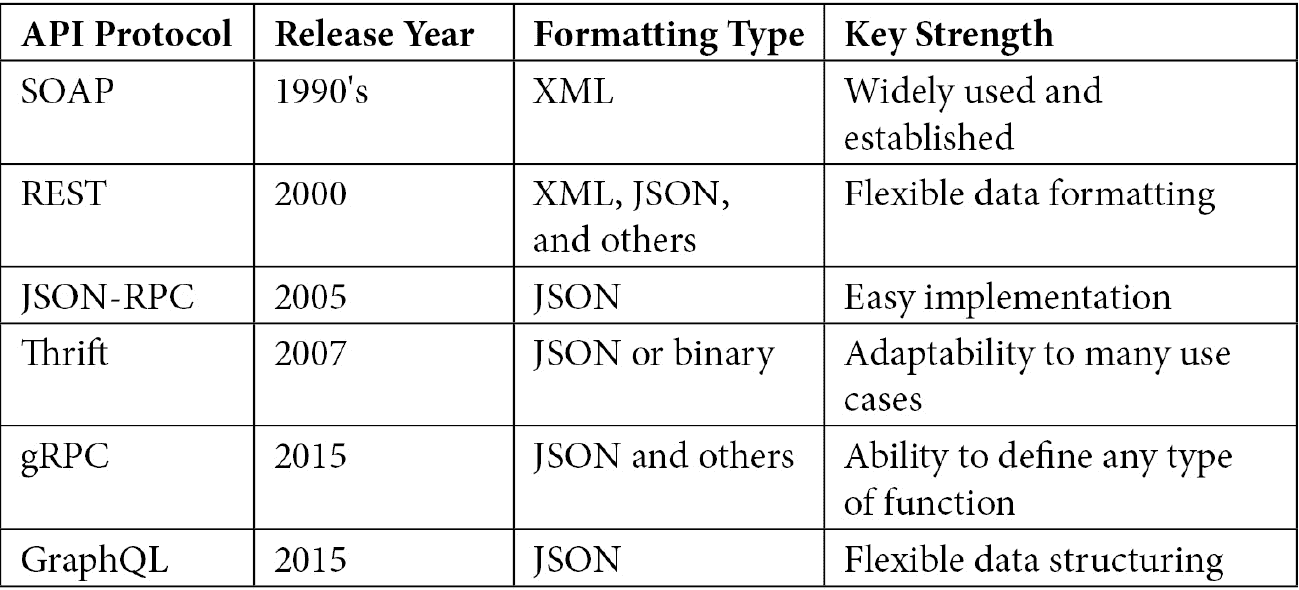 API Protocol Release Year Formatting Type Key Strength
SOAP 1990's XML Widely used and
established
REST 2000 XML, JSON, Flexible data formatting
and others
JSON-RPC 2005 JSON Easy implementation
Thrift 2007 JSON or binary Adaptability to many use
cases
gRPC 2015 JSON and others Ability to define any type
of function
GraphQL 2015 JSON Flexible data structuring